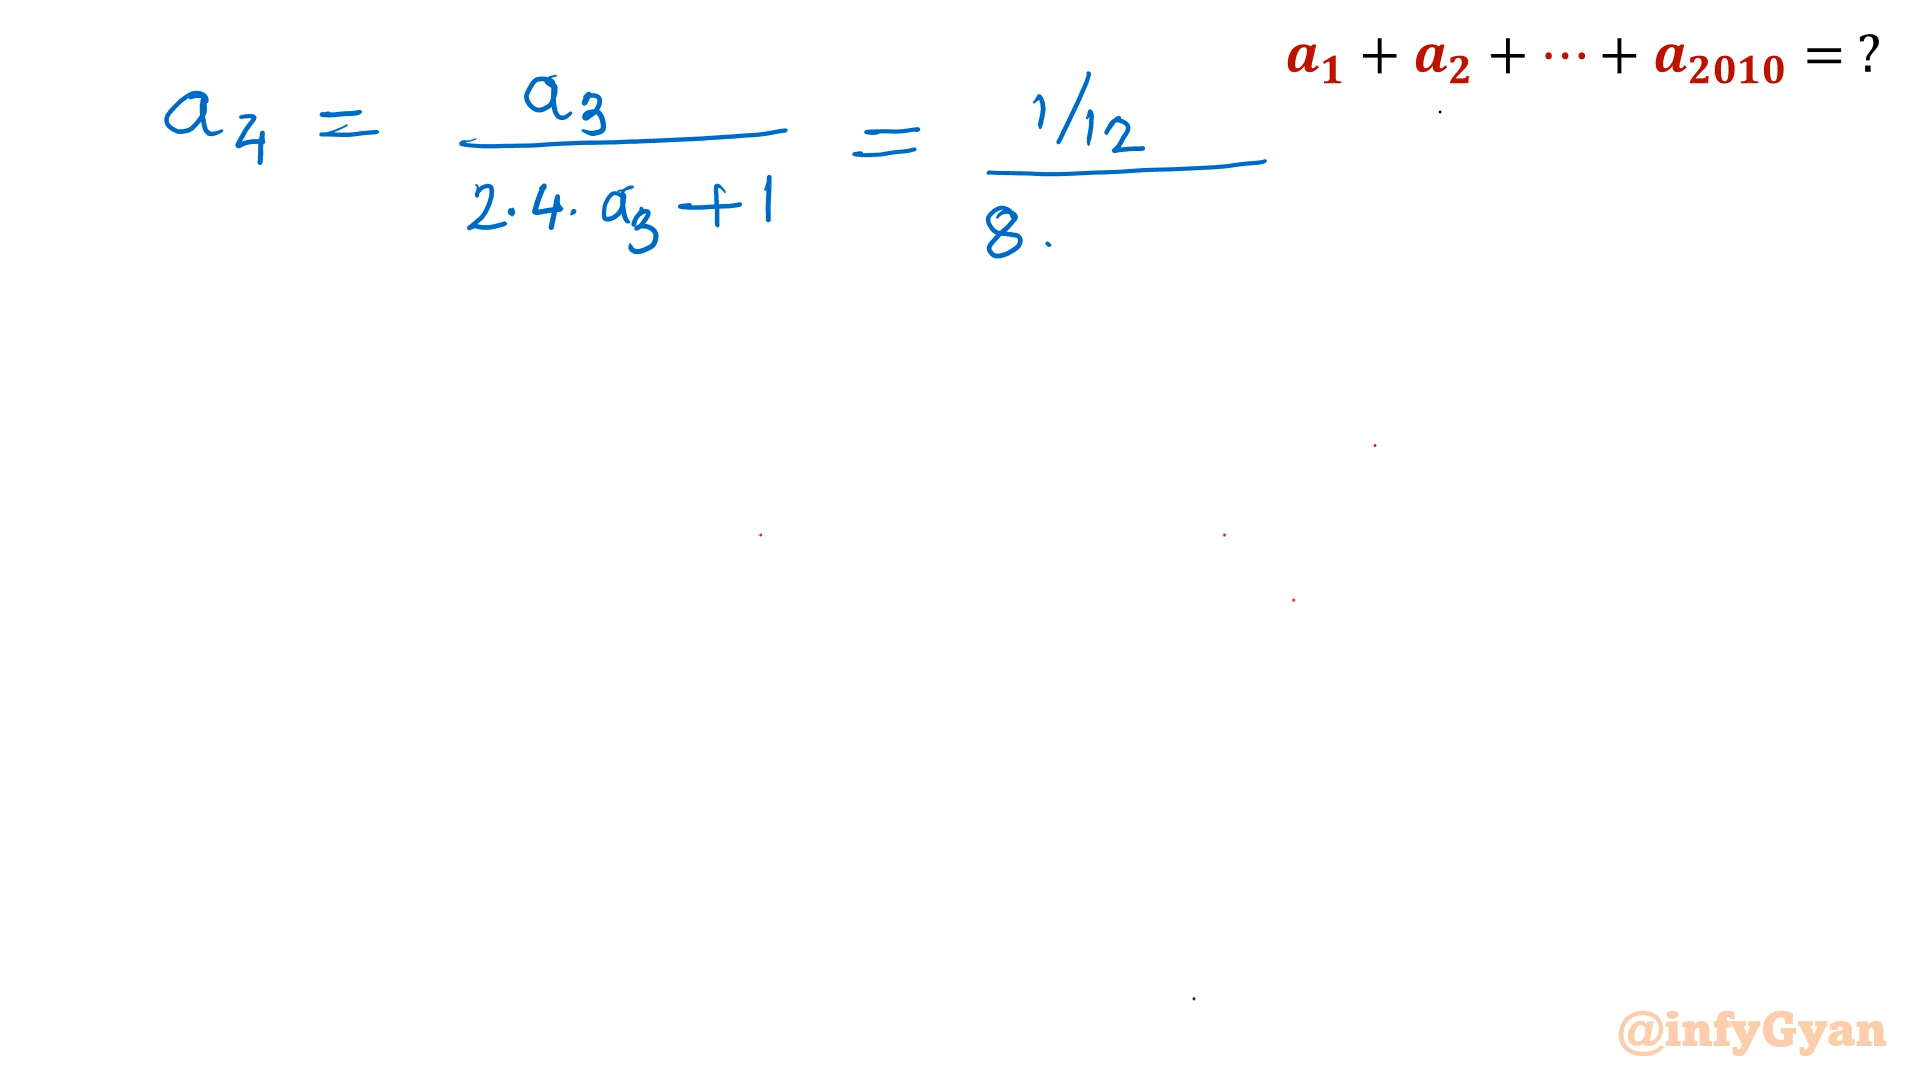 a₁ + a₂ + ⋯ + a₂₀₁₀ = ?
a₄ = a₃ / (2·4·a₃ + 1) = (1/12) / (8·
@infyGyan